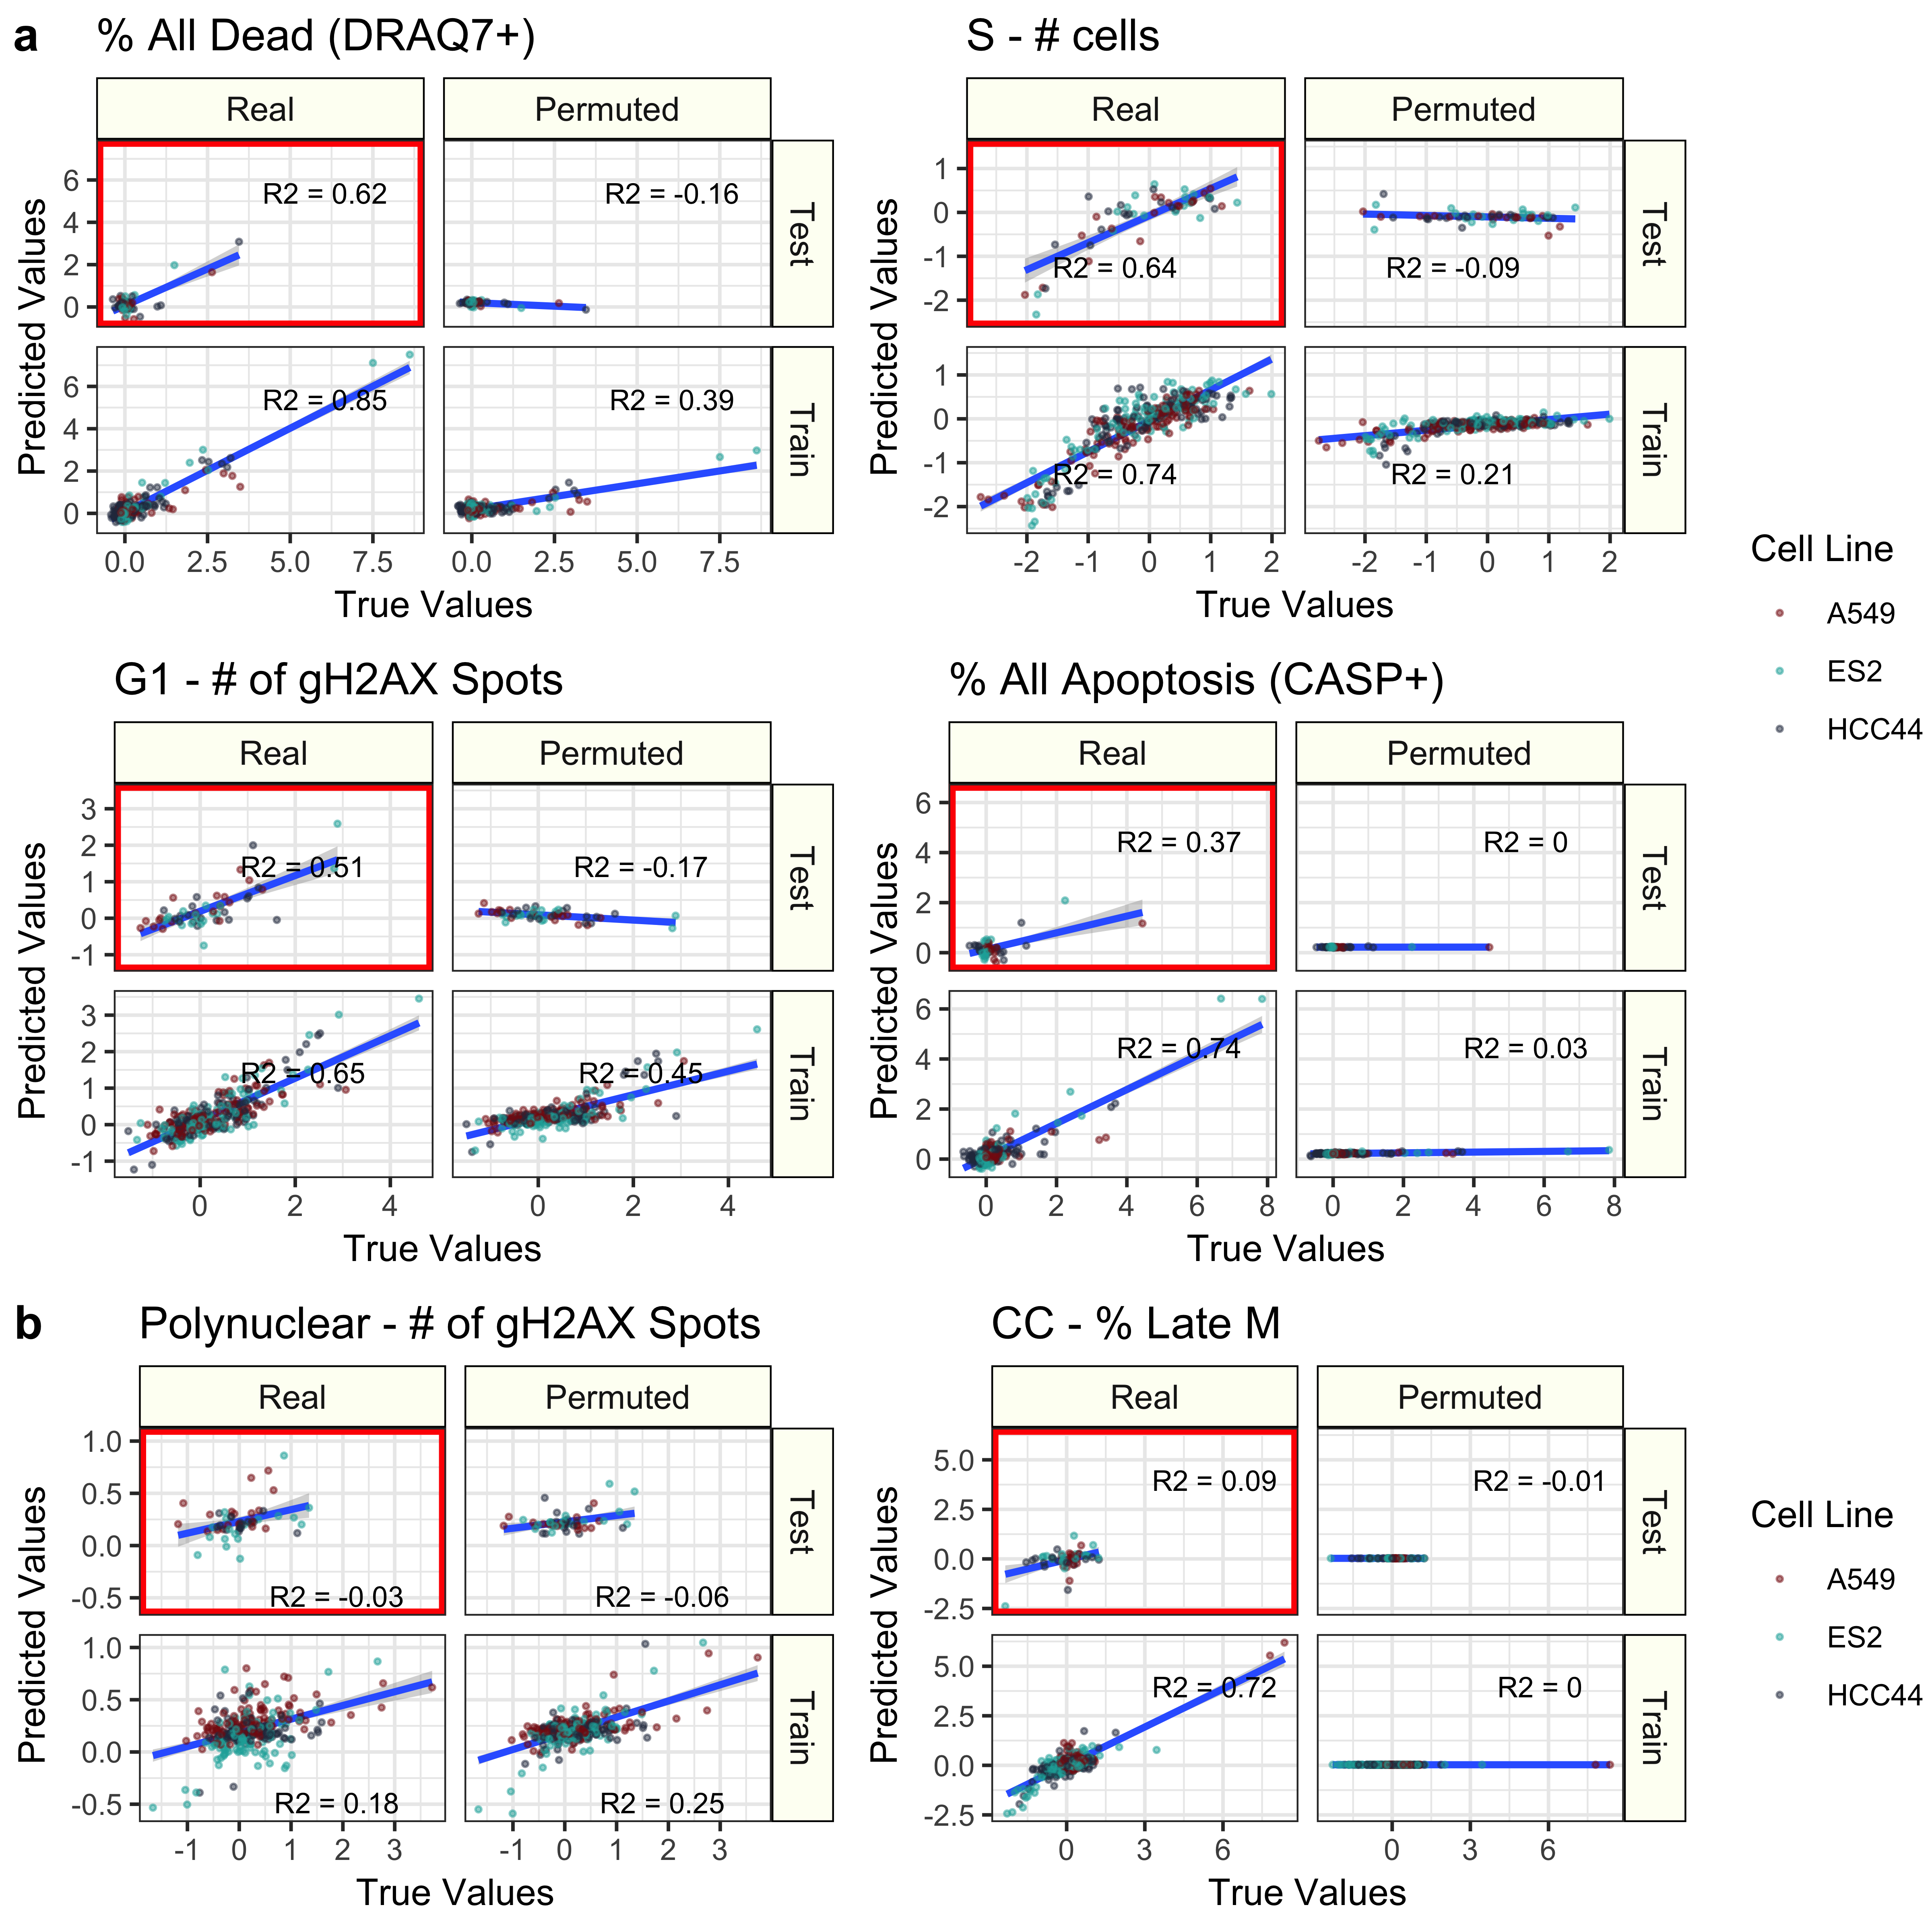 a
% All Dead (DRAQ7+)
Real
Permuted
Predicted Values
6
4
2
0
R2 = 0.62
R2 = -0.16
Test
6
4
2
0
R2 = 0.85
R2 = 0.39
Train
0.0 2.5 5.0 7.5
0.0 2.5 5.0 7.5
True Values
S - # cells
Real
Permuted
Predicted Values
1
0
-1
-2
R2 = 0.64
R2 = -0.09
Test
1
0
-1
-2
R2 = 0.74
R2 = 0.21
Train
-2 -1 0 1 2
-2 -1 0 1 2
True Values
Cell Line
A549
ES2
HCC44
G1 - # of gH2AX Spots
Real
Permuted
Predicted Values
3
2
1
0
-1
R2 = 0.51
R2 = -0.17
Test
3
2
1
0
-1
R2 = 0.65
R2 = 0.45
Train
0 2 4
0 2 4
True Values
% All Apoptosis (CASP+)
Real
Permuted
Predicted Values
6
4
2
0
R2 = 0.37
R2 = 0
Test
6
4
2
0
R2 = 0.74
R2 = 0.03
Train
0 2 4 6 8
0 2 4 6 8
True Values
b
Polynuclear - # of gH2AX Spots
Real
Permuted
Predicted Values
1.0
0.5
0.0
-0.5
R2 = -0.03
R2 = -0.06
Test
1.0
0.5
0.0
-0.5
R2 = 0.18
R2 = 0.25
Train
-1 0 1 2 3
-1 0 1 2 3
True Values
CC - % Late M
Real
Permuted
Predicted Values
5.0
2.5
0.0
-2.5
R2 = 0.09
R2 = -0.01
Test
5.0
2.5
0.0
-2.5
R2 = 0.72
R2 = 0
Train
0 3 6
0 3 6
True Values
Cell Line
A549
ES2
HCC44